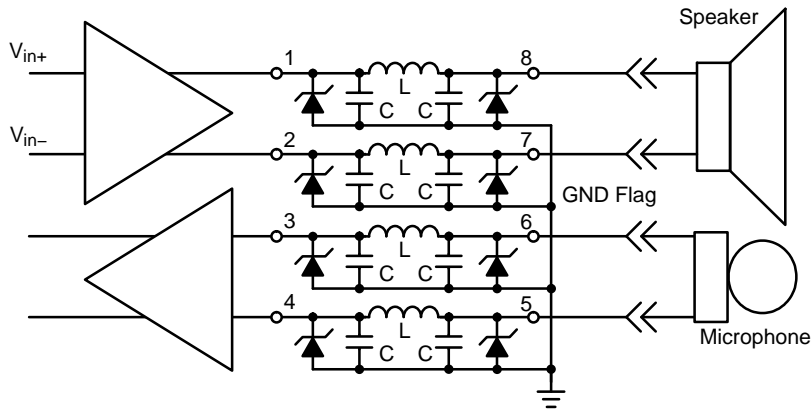 Speaker
Vin+
1
8
L
C
C
Vin–
2
7
L
C
C
GND Flag
3
6
L
C
C
4
5
L
C
C
Microphone